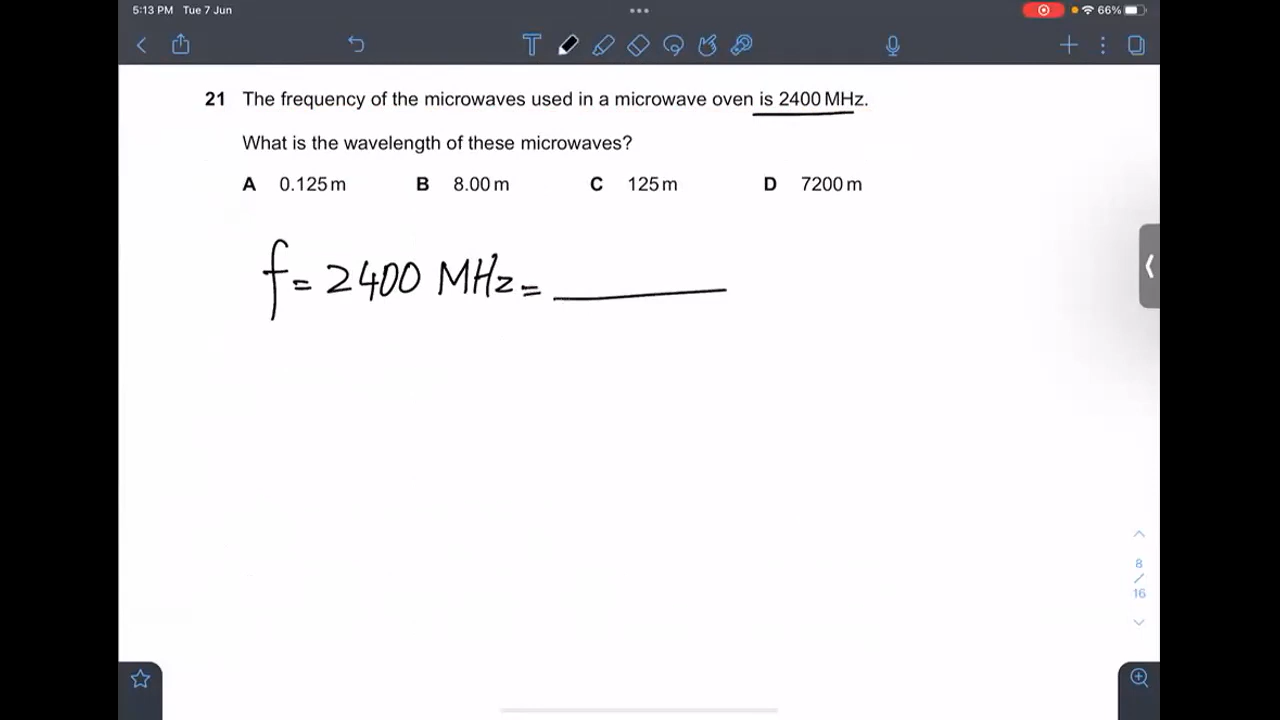 5:13 PM Tue 7 Jun
66%
21 The frequency of the microwaves used in a microwave oven is 2400 MHz.
What is the wavelength of these microwaves?
A 0.125 m B 8.00 m C 125 m D 7200 m
f = 2400 MHz =
8
/
16